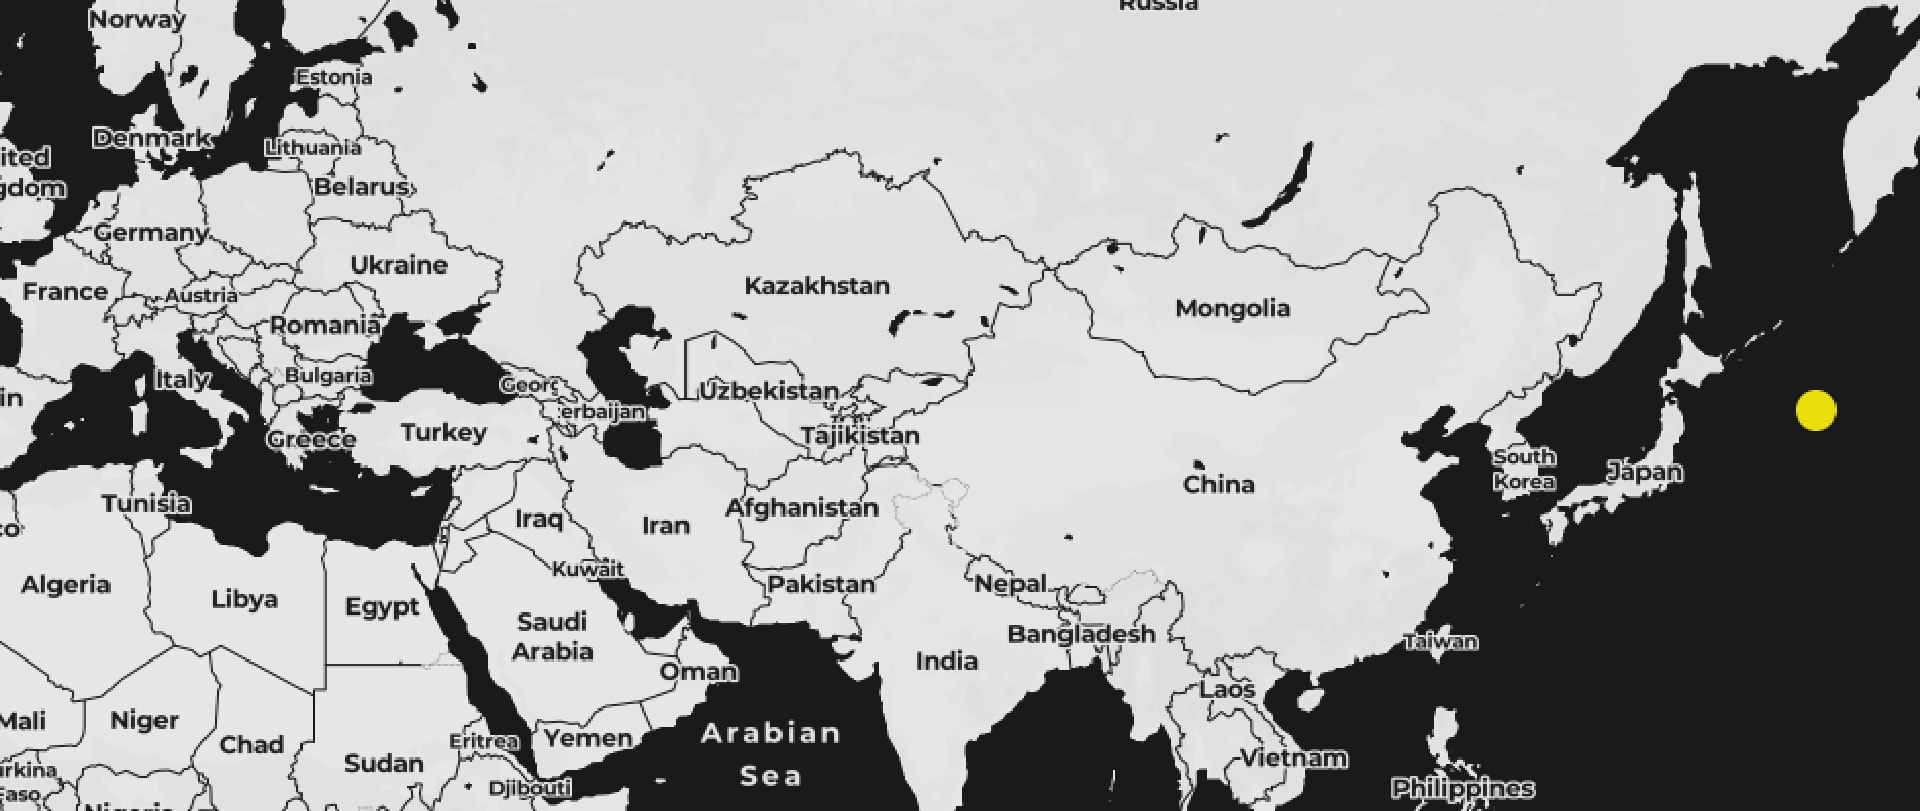 Russia
Norway
Estonia
Denmark
Lithuania
ited
gdom
Belarus
Germany
Ukraine
France
Austria
Kazakhstan
Mongolia
Romania
Italy
Bulgaria
Georg
Uzbekistan
in
erbaijan
Greece
Turkey
Tajikistan
South
Korea
Japan
China
Tunisia
Afghanistan
co
Iraq
Iran
Kuwait
Algeria
Pakistan
Nepal
Libya
Egypt
Saudi
Arabia
Bangladesh
Taiwan
India
Oman
Laos
Mali
Niger
Arabian
Sea
Chad
Eritrea
Yemen
Sudan
Vietnam
urkina
Faso
Djibouti
Philippines
Nigeria